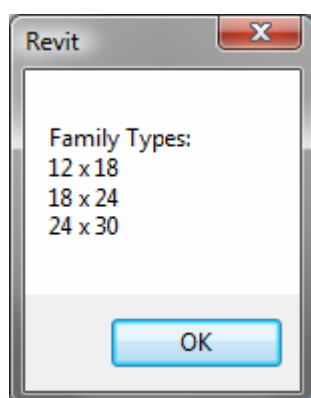 Revit
Family Types:
12 x 18
18 x 24
24 x 30
OK